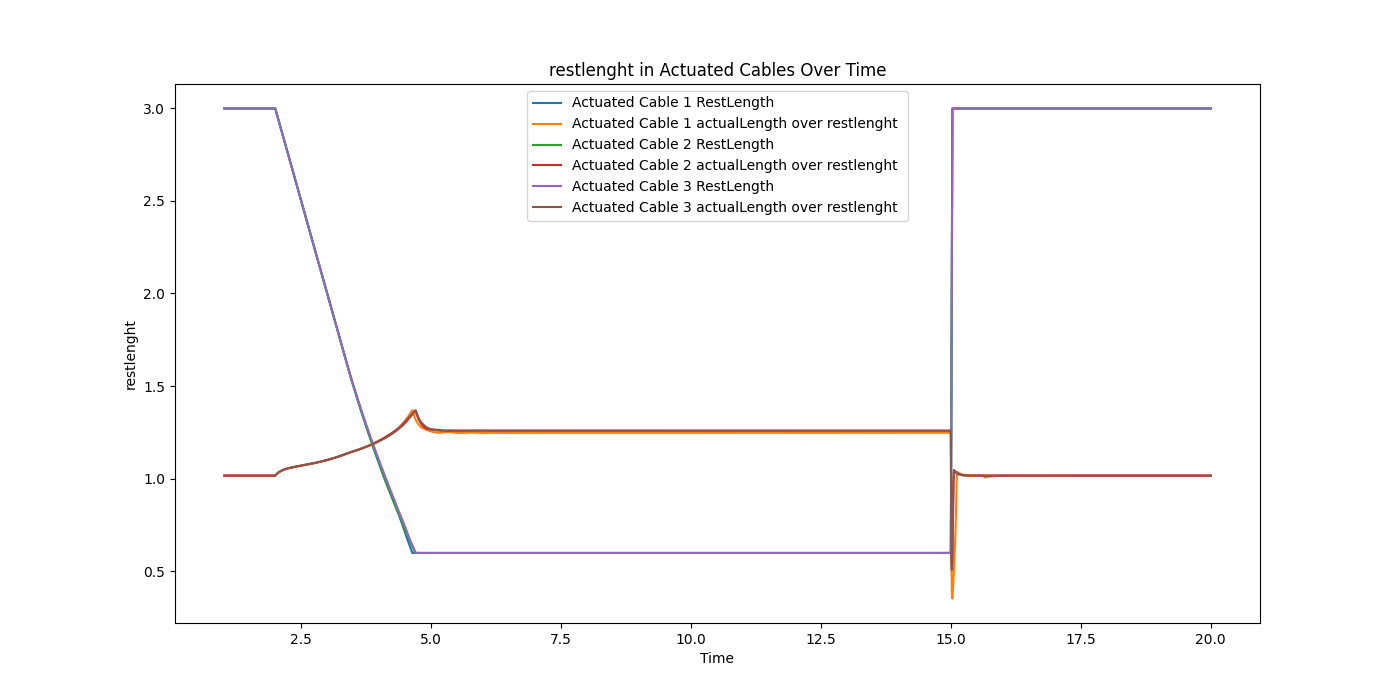 restlenght in Actuated Cables Over Time
Actuated Cable 1 RestLength
Actuated Cable 1 actualLength over restlenght
Actuated Cable 2 RestLength
Actuated Cable 2 actualLength over restlenght
Actuated Cable 3 RestLength
Actuated Cable 3 actualLength over restlenght
restlenght
3.0
2.5
2.0
1.5
1.0
0.5
2.5 5.0 7.5 10.0 12.5 15.0 17.5 20.0
Time